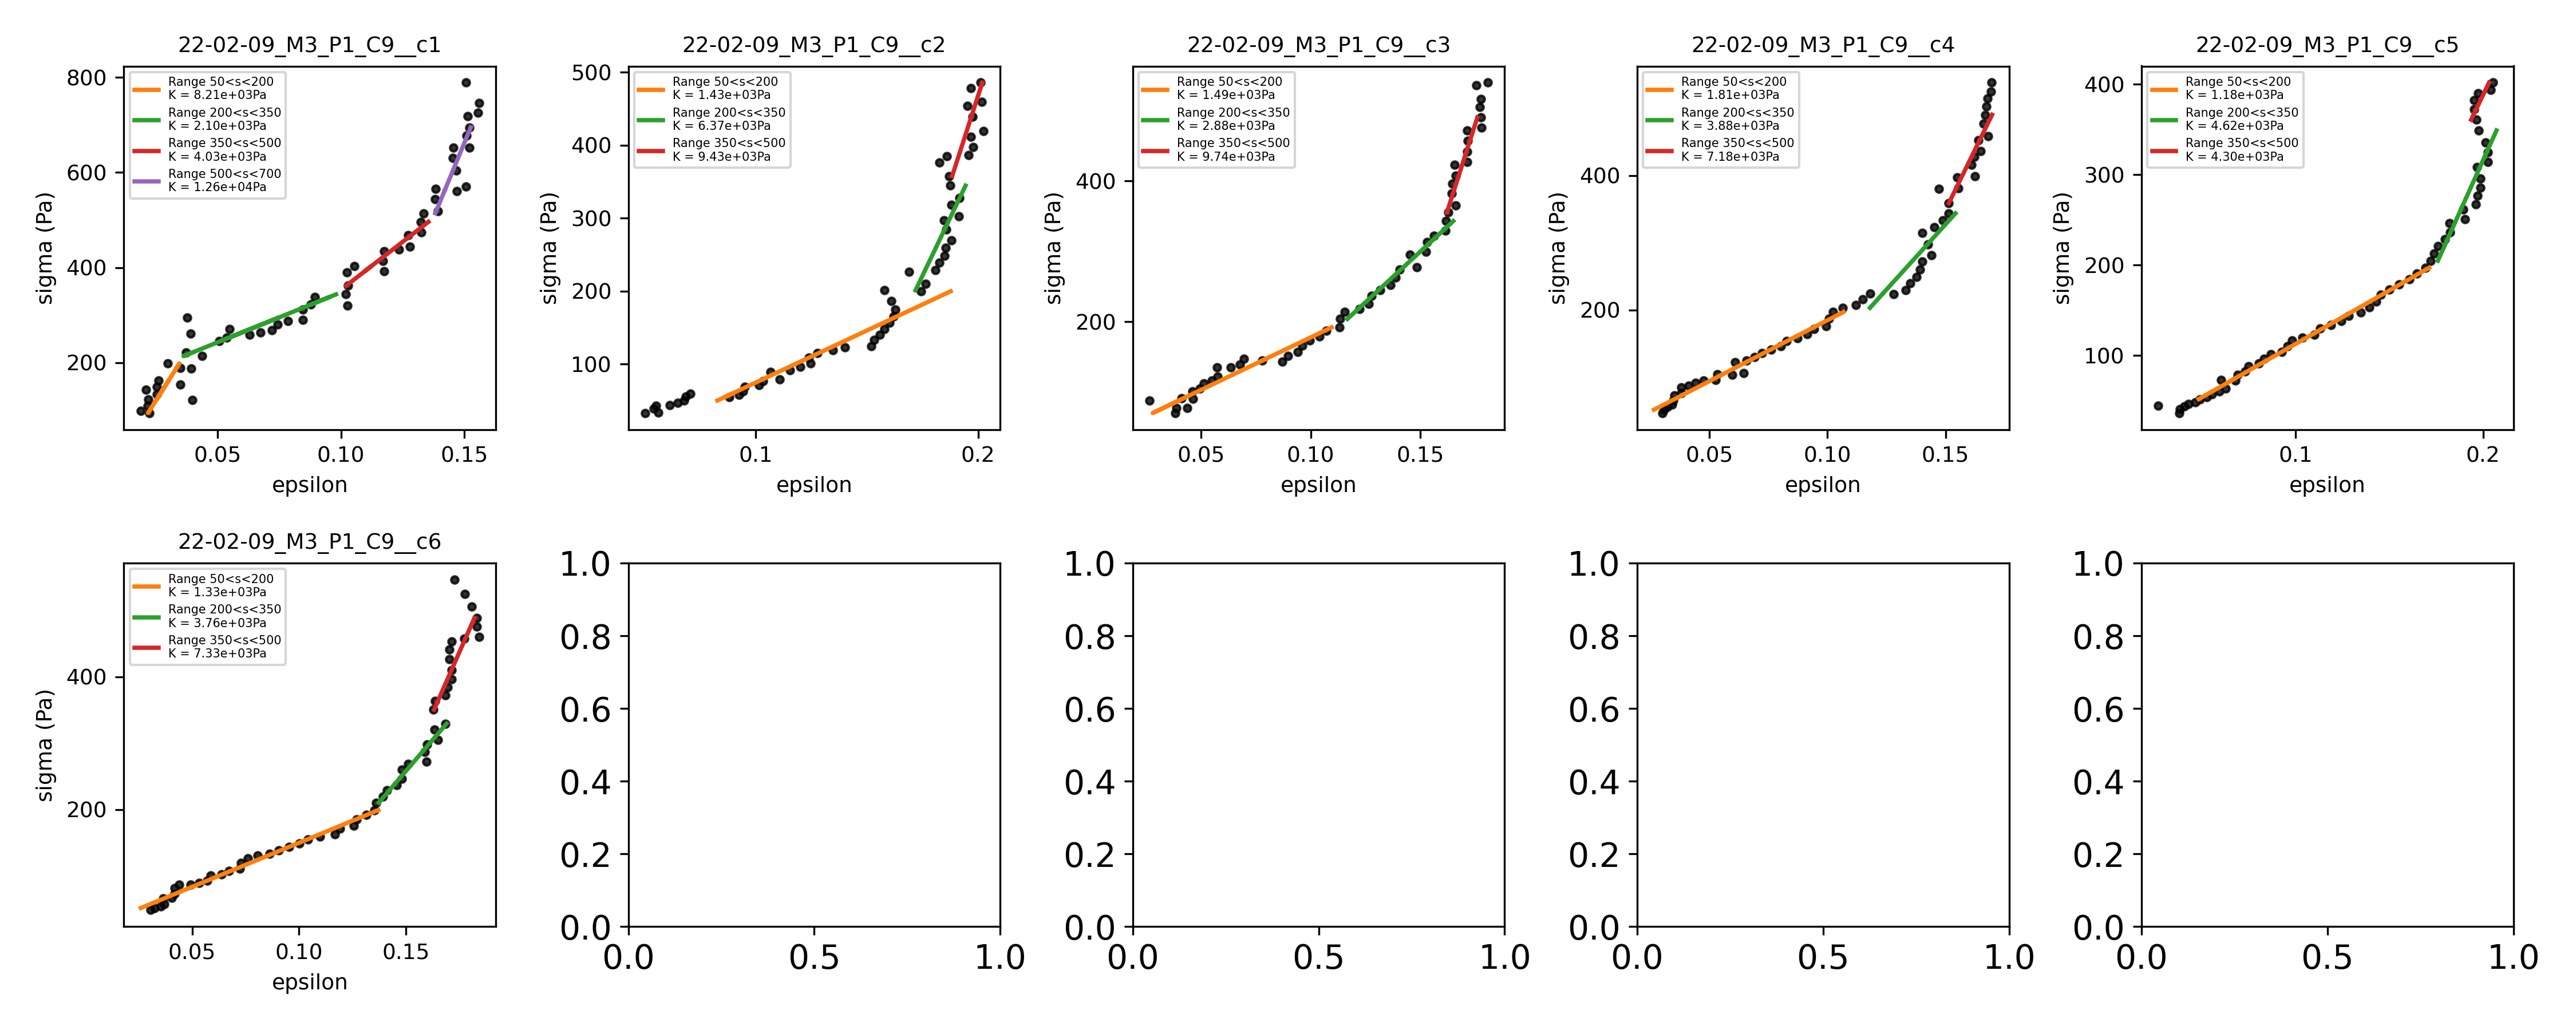 22-02-09_M3_P1_C9__c1
Range 50<s<200
K = 8.21e+03Pa
Range 200<s<350
K = 2.10e+03Pa
Range 350<s<500
K = 4.03e+03Pa
Range 500<s<700
K = 1.26e+04Pa
800
600
400
200
sigma (Pa)
0.05
0.10
0.15
epsilon
22-02-09_M3_P1_C9__c2
Range 50<s<200
K = 1.43e+03Pa
Range 200<s<350
K = 6.37e+03Pa
Range 350<s<500
K = 9.43e+03Pa
500
400
300
200
100
sigma (Pa)
0.1
0.2
epsilon
22-02-09_M3_P1_C9__c3
Range 50<s<200
K = 1.49e+03Pa
Range 200<s<350
K = 2.88e+03Pa
Range 350<s<500
K = 9.74e+03Pa
400
200
sigma (Pa)
0.05
0.10
0.15
epsilon
22-02-09_M3_P1_C9__c4
Range 50<s<200
K = 1.81e+03Pa
Range 200<s<350
K = 3.88e+03Pa
Range 350<s<500
K = 7.18e+03Pa
400
200
sigma (Pa)
0.05
0.10
0.15
epsilon
22-02-09_M3_P1_C9__c5
Range 50<s<200
K = 1.18e+03Pa
Range 200<s<350
K = 4.62e+03Pa
Range 350<s<500
K = 4.30e+03Pa
400
300
200
100
sigma (Pa)
0.1
0.2
epsilon
22-02-09_M3_P1_C9__c6
Range 50<s<200
K = 1.33e+03Pa
Range 200<s<350
K = 3.76e+03Pa
Range 350<s<500
K = 7.33e+03Pa
400
200
sigma (Pa)
0.05
0.10
0.15
epsilon
1.0
0.8
0.6
0.4
0.2
0.0
0.0
0.5
1.0
1.0
0.8
0.6
0.4
0.2
0.0
0.0
0.5
1.0
1.0
0.8
0.6
0.4
0.2
0.0
0.0
0.5
1.0
1.0
0.8
0.6
0.4
0.2
0.0
0.0
0.5
1.0